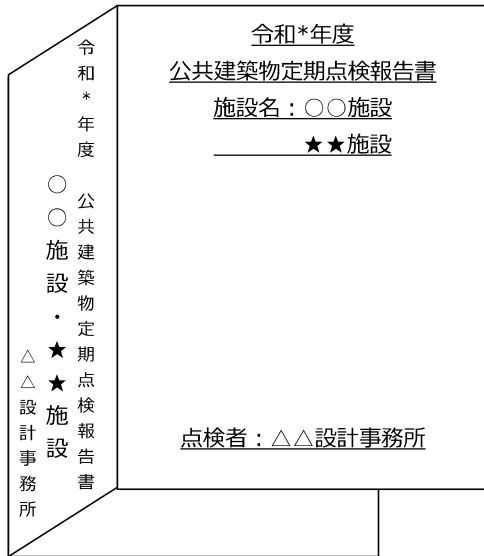 令和*年度
公共建築物定期点検報告書
施設名：○○施設
★★施設
点検者：△△設計事務所
令和*年度　公共建築物定期点検報告書
○○施設・★★施設
△△設計事務所